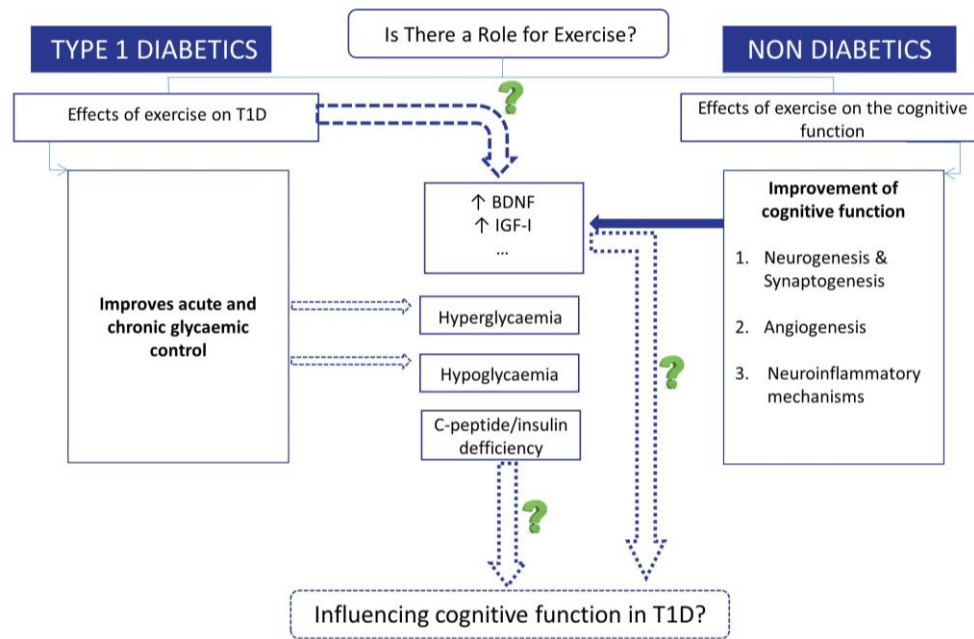 Is There a Role for Exercise?
TYPE 1 DIABETICS
NON DIABETICS
Effects of exercise on T1D
?
Effects of exercise on the cognitive
function
↑ BDNF
↑ IGF-I
...
Improvement of
cognitive function
1. Neurogenesis &
Synaptogenesis
2. Angiogenesis
3. Neuroinflammatory
mechanisms
Improves acute and
chronic glycaemic
control
Hyperglycaemia
Hypoglycaemia
?
C-peptide/insulin
defficiency
?
Influencing cognitive function in T1D?